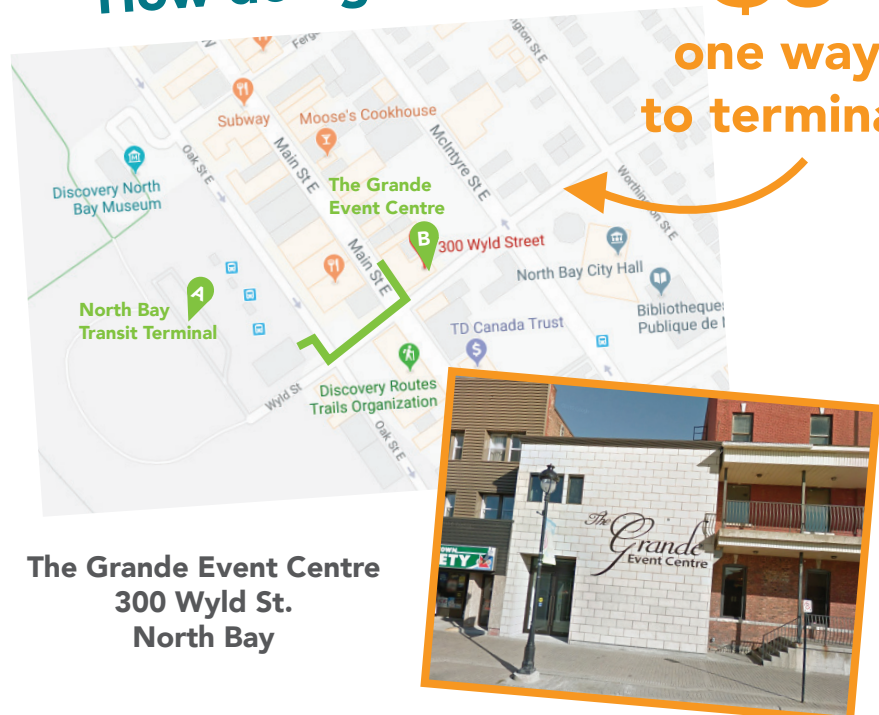 one way
Subway
Moose's Cookhouse
Main St E
McIntyre St E
Oak St E
Discovery North
Bay Museum
The Grande
Event Centre
B
300 Wyld Street
Main St E
North Bay City Hall
A
North Bay
Transit Terminal
TD Canada Trust
Publique de
Discovery Routes
Trails Organization
Wyld St
Oak St E
The Grande
Event Centre
The Grande Event Centre
300 Wyld St.
North Bay